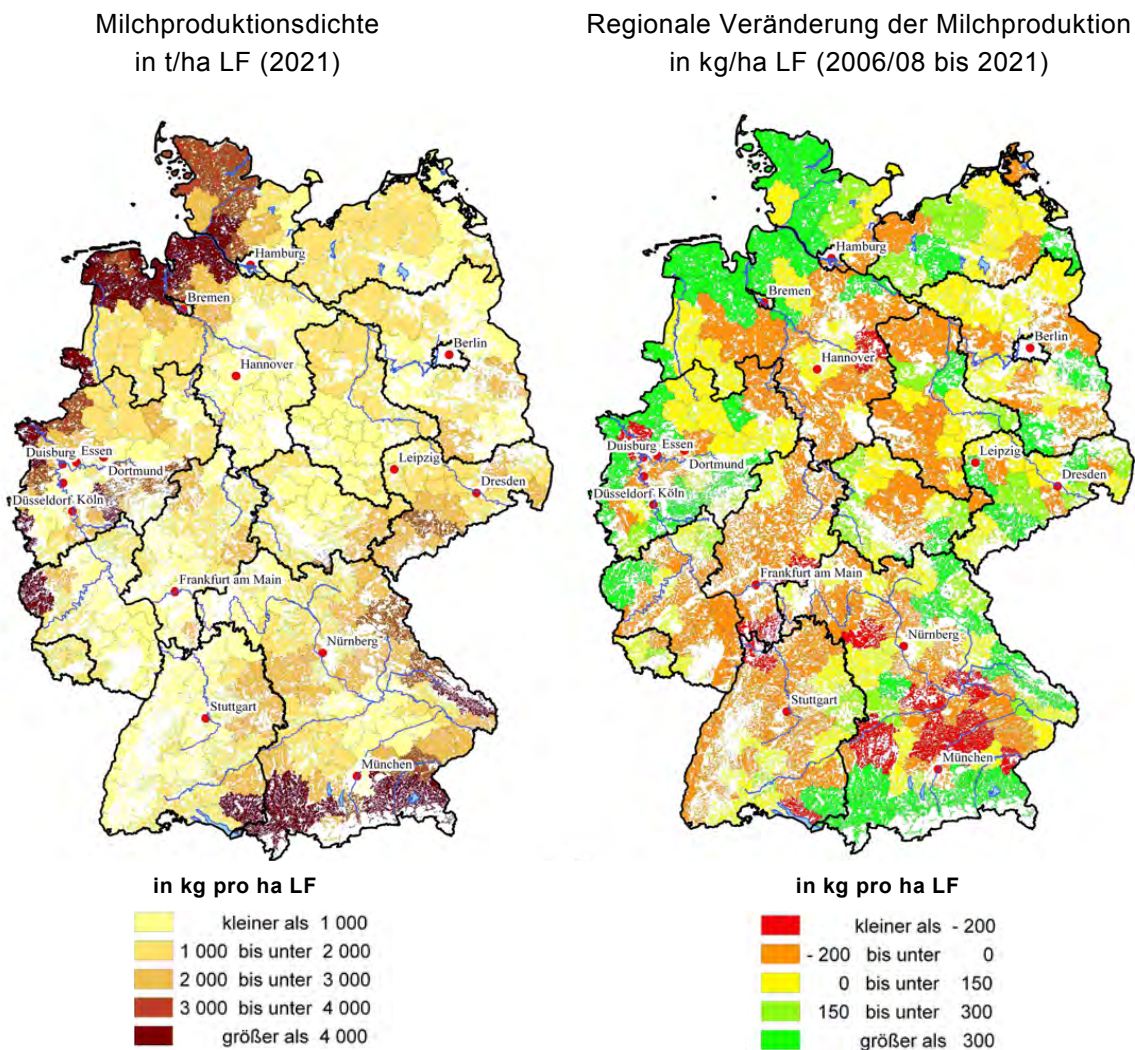 Milchproduktionsdichte
in t/ha LF (2021)
Regionale Veränderung der Milchproduktion
in kg/ha LF (2006/08 bis 2021)
Hamburg
Bremen
Berlin
Hannover
Duisburg
Essen
Dortmund
Düsseldorf
Köln
Leipzig
Dresden
Frankfurt am Main
Nürnberg
Stuttgart
München
Hamburg
Bremen
Berlin
Hannover
Duisburg
Essen
Dortmund
Düsseldorf
Köln
Leipzig
Dresden
Frankfurt am Main
Nürnberg
Stuttgart
München
in kg pro ha LF
kleiner als 1 000
1 000 bis unter 2 000
2 000 bis unter 3 000
3 000 bis unter 4 000
größer als 4 000
in kg pro ha LF
kleiner als - 200
- 200 bis unter 0
0 bis unter 150
150 bis unter 300
größer als 300